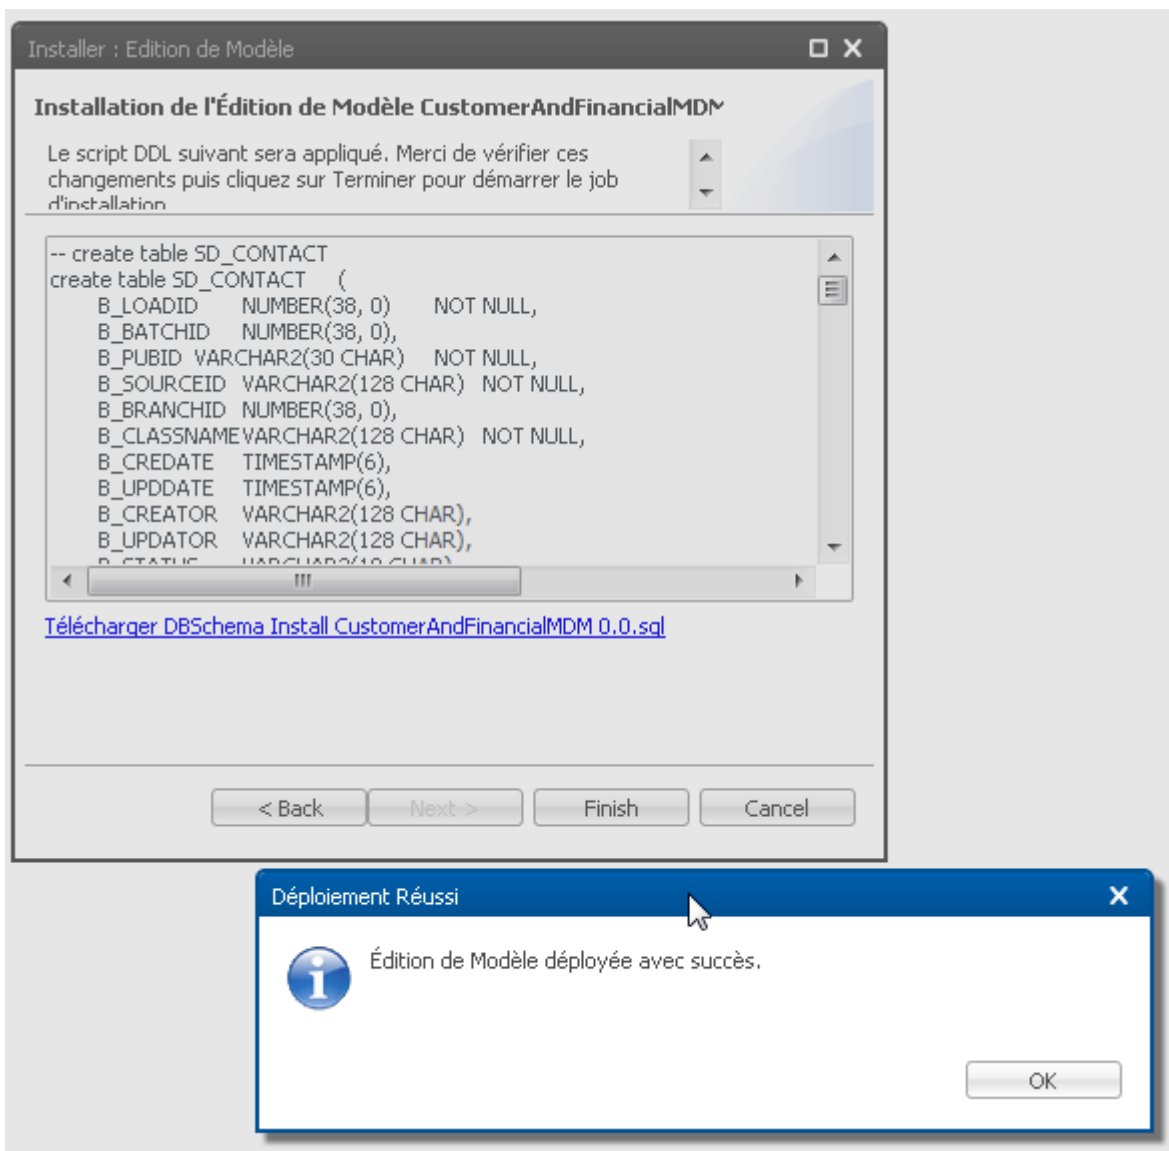 Installer : Edition de Modèle
Installation de l'Édition de Modèle CustomerAndFinancialMDM
Le script DDL suivant sera appliqué. Merci de vérifier ces
changements puis cliquez sur Terminer pour démarrer le job
d'installation
-- create table SD_CONTACT
create table SD_CONTACT (
B_LOADID NUMBER(38, 0) NOT NULL,
B_BATCHID NUMBER(38, 0),
B_PUBID VARCHAR2(30 CHAR) NOT NULL,
B_SOURCEID VARCHAR2(128 CHAR) NOT NULL,
B_BRANCHID NUMBER(38, 0),
B_CLASSNAME VARCHAR2(128 CHAR) NOT NULL,
B_CREDATE TIMESTAMP(6),
B_UPDDATE TIMESTAMP(6),
B_CREATOR VARCHAR2(128 CHAR),
B_UPDATOR VARCHAR2(128 CHAR),
Télécharger DBSchema Install CustomerAndFinancialMDM 0.0.sql
< Back Next > Finish Cancel
Déploiement Réussi
Édition de Modèle déployée avec succès.
OK